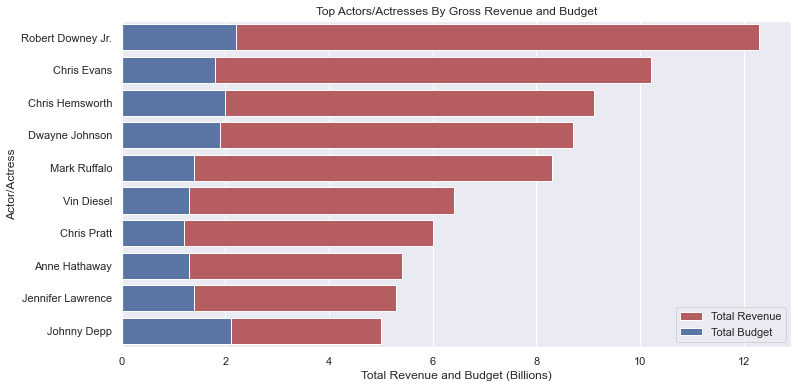 Top Actors/Actresses By Gross Revenue and Budget
Actor/Actress
Robert Downey Jr.
Chris Evans
Chris Hemsworth
Dwayne Johnson
Mark Ruffalo
Vin Diesel
Chris Pratt
Anne Hathaway
Jennifer Lawrence
Johnny Depp
Total Revenue
Total Budget
0 2 4 6 8 10 12
Total Revenue and Budget (Billions)